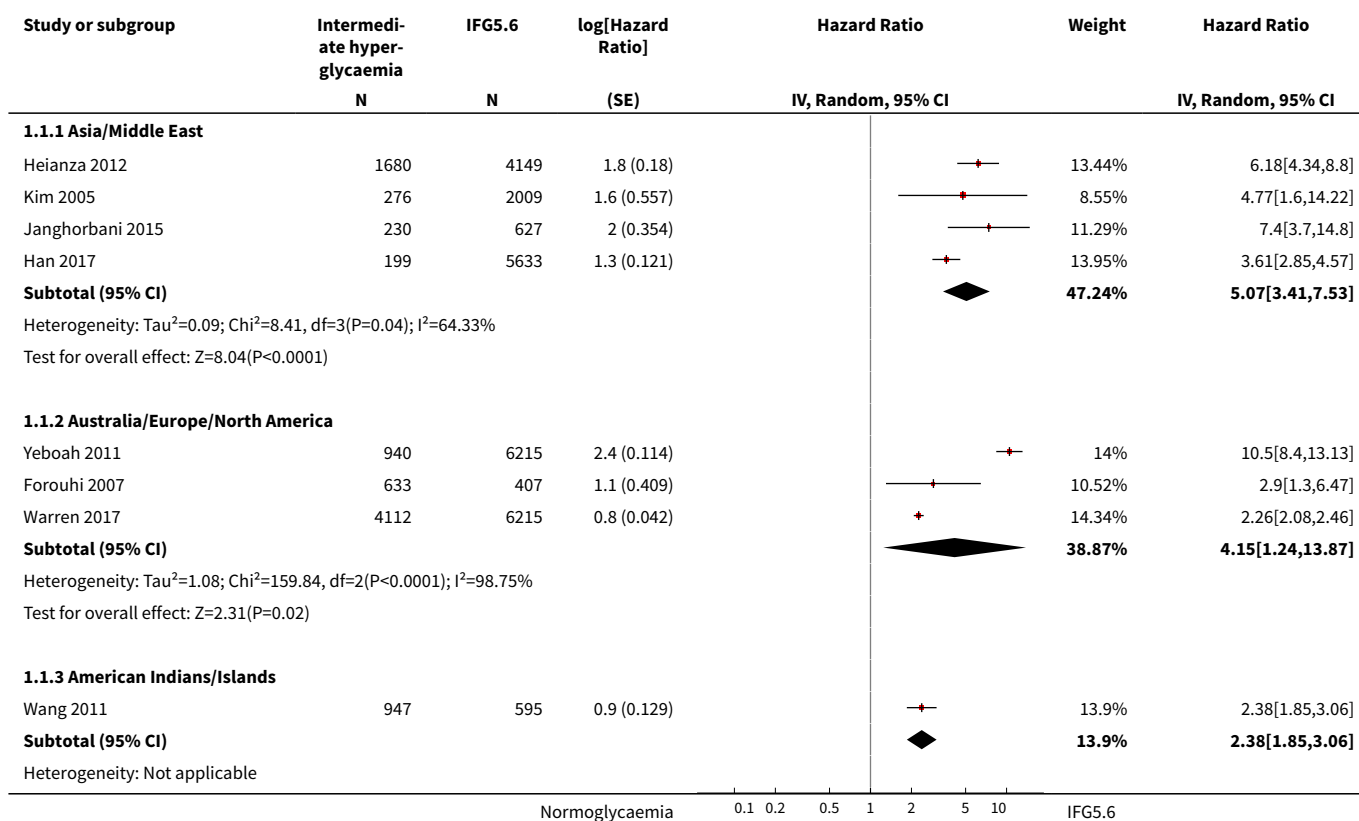 Study or subgroup Intermedi- IFG5.6 log[Hazard Hazard Ratio Weight Hazard Ratio
ate hyper- Ratio]
glycaemia
N N (SE) IV, Random, 95% CI IV, Random, 95% CI
1.1.1 Asia/Middle East
Heianza 2012 1680 4149 1.8 (0.18) 13.44% 6.18[4.34,8.8]
Kim 2005 276 2009 1.6 (0.557) 8.55% 4.77[1.6,14.22]
Janghorbani 2015 230 627 2 (0.354) 11.29% 7.4[3.7,14.8]
Han 2017 199 5633 1.3 (0.121) 13.95% 3.61[2.85,4.57]
Subtotal (95% CI) 47.24% 5.07[3.41,7.53]
Heterogeneity: Tau²=0.09; Chi²=8.41, df=3(P=0.04); I²=64.33%
Test for overall effect: Z=8.04(P<0.0001)
1.1.2 Australia/Europe/North America
Yeboah 2011 940 6215 2.4 (0.114) 14% 10.5[8.4,13.13]
Forouhi 2007 633 407 1.1 (0.409) 10.52% 2.9[1.3,6.47]
Warren 2017 4112 6215 0.8 (0.042) 14.34% 2.26[2.08,2.46]
Subtotal (95% CI) 38.87% 4.15[1.24,13.87]
Heterogeneity: Tau²=1.08; Chi²=159.84, df=2(P<0.0001); I²=98.75%
Test for overall effect: Z=2.31(P=0.02)
1.1.3 American Indians/Islands
Wang 2011 947 595 0.9 (0.129) 13.9% 2.38[1.85,3.06]
Subtotal (95% CI) 13.9% 2.38[1.85,3.06]
Heterogeneity: Not applicable
Normoglycaemia 0.1 0.2 0.5 1 2 5 10 IFG5.6